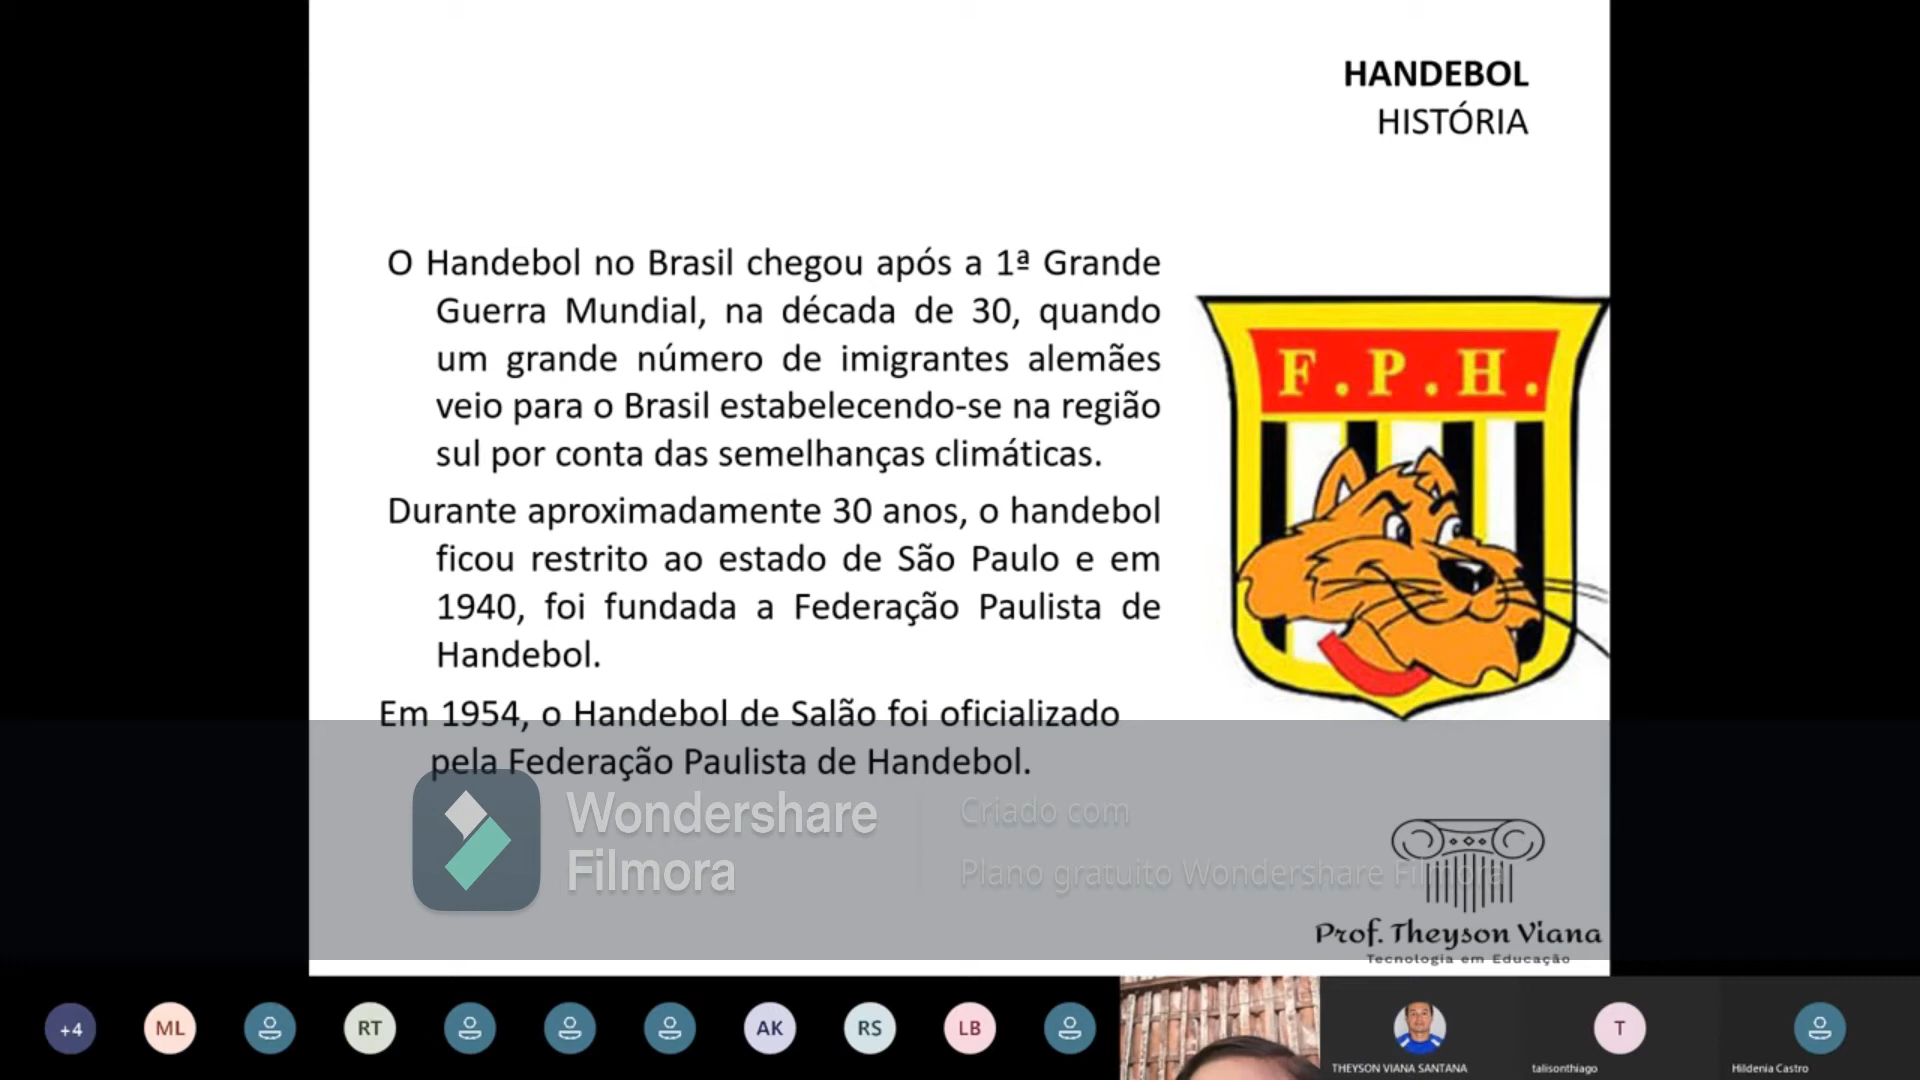 HANDEBOL
HISTÓRIA
O Handebol no Brasil chegou após a 1ª Grande
Guerra Mundial, na década de 30, quando
um grande número de imigrantes alemães
veio para o Brasil estabelecendo-se na região
sul por conta das semelhanças climáticas.
Durante aproximadamente 30 anos, o handebol
ficou restrito ao estado de São Paulo e em
1940, foi fundada a Federação Paulista de
Handebol.
Em 1954, o Handebol de Salão foi oficializado
pela Federação Paulista de Handebol.
F.P.H.
Wondershare
Filmora
Criado com
Plano gratuito Wondershare Filmora
Prof. Theyson Viana
Tecnologia em Educação
+4
ML
RT
AK
RS
LB
THEYSON VIANA SANTANA
T
talisonthiago
Hildenia Castro